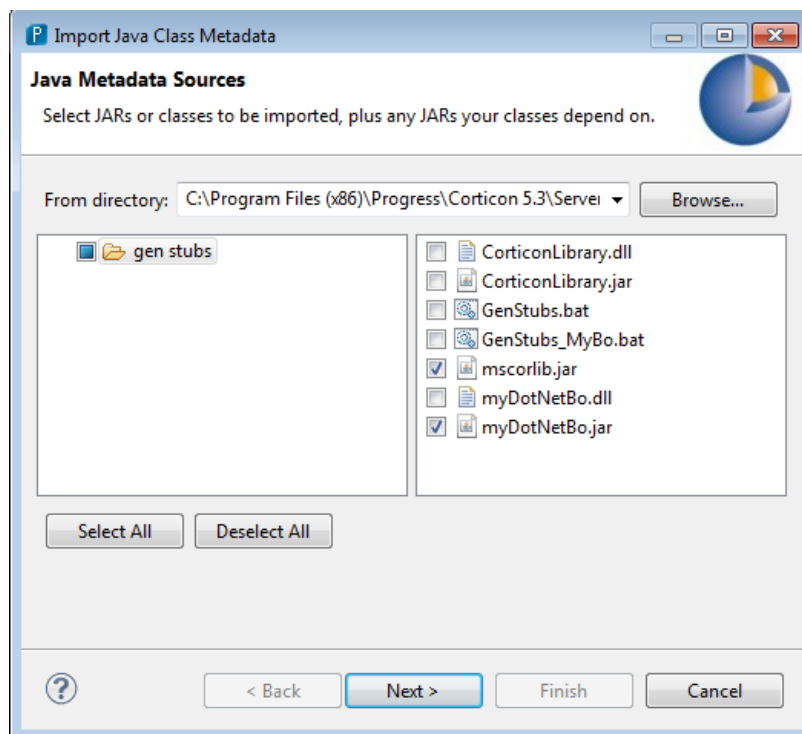 Import Java Class Metadata
Java Metadata Sources
Select JARs or classes to be imported, plus any JARs your classes depend on.
From directory: C:\Program Files (x86)\Progress\Corticon 5.3\Server Browse...
gen stubs
CorticonLibrary.dll
CorticonLibrary.jar
GenStubs.bat
GenStubs_MyBo.bat
mscorlib.jar
myDotNetBo.dll
myDotNetBo.jar
Select All Deselect All
? < Back Next > Finish Cancel